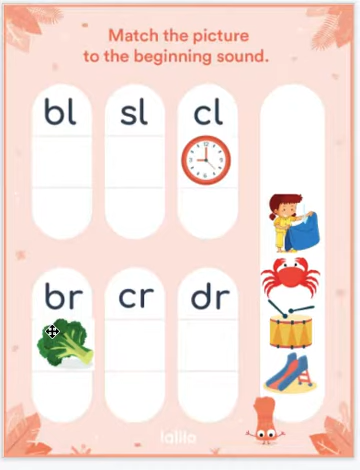 Match the picture
to the beginning sound.
bl sl cl
br cr dr
lalilo